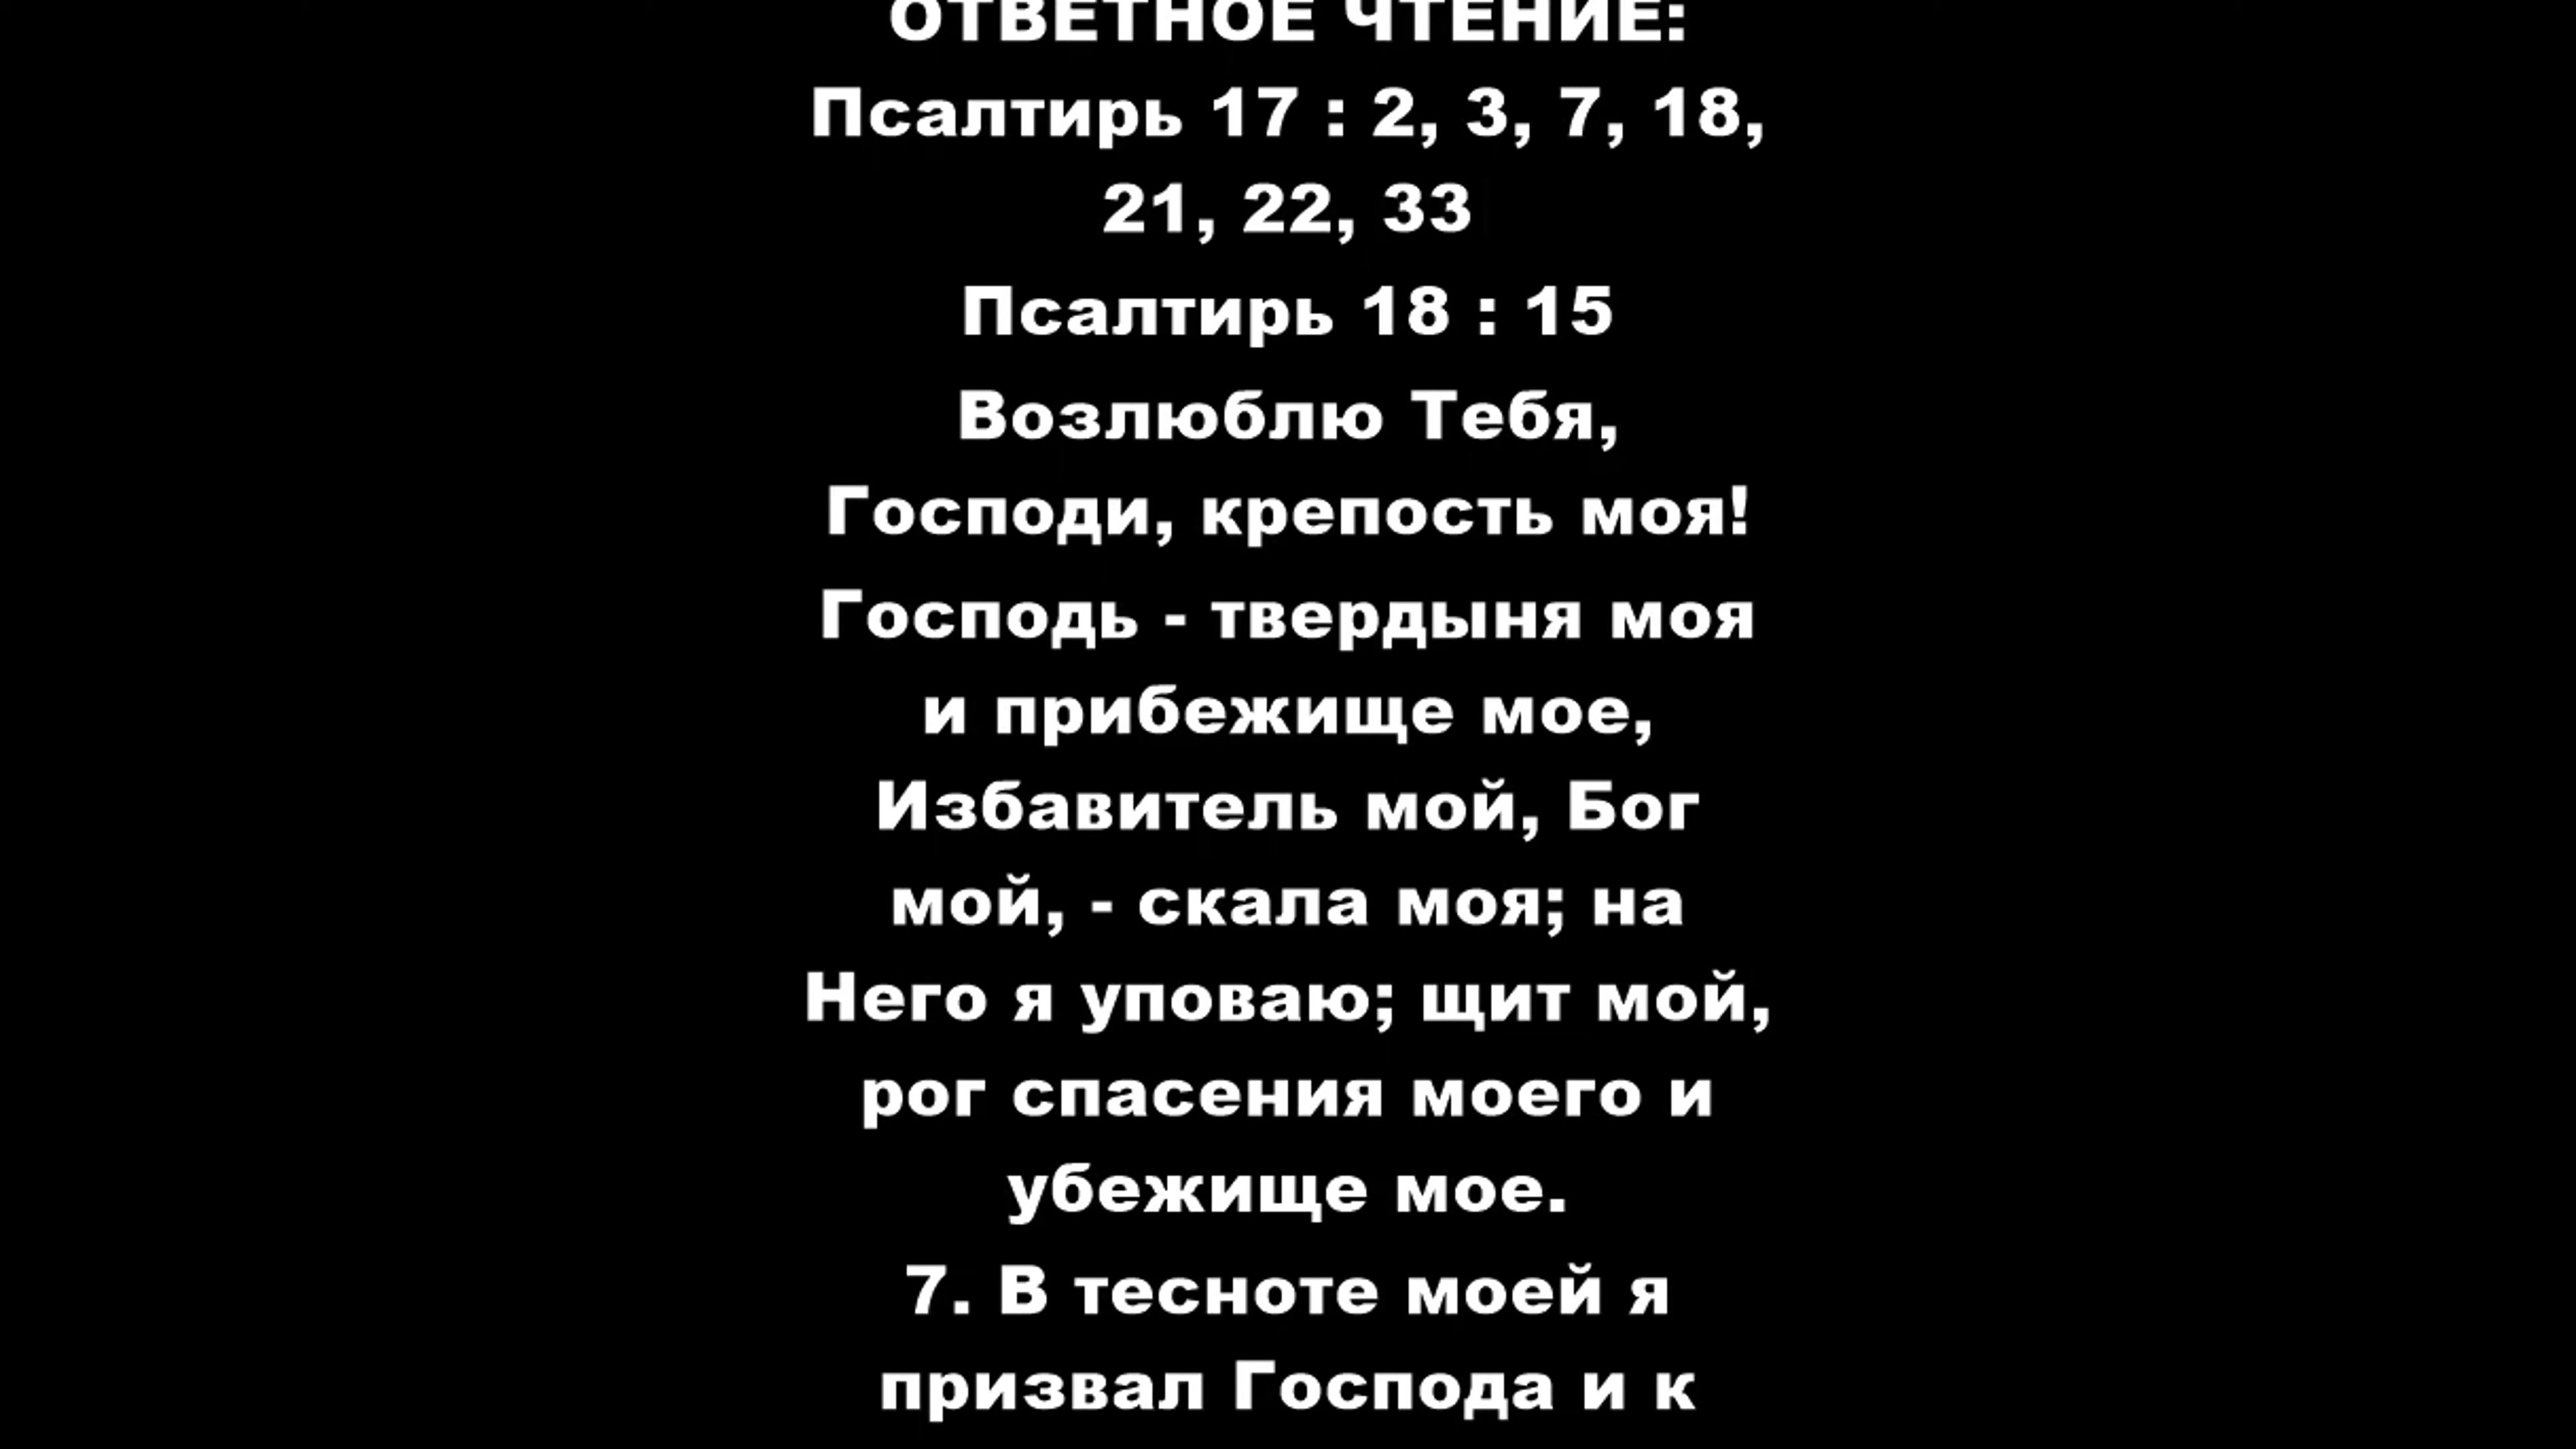 ОТВЕТНОЕ ЧТЕНИЕ:
Псалтирь 17 : 2, 3, 7, 18,
21, 22, 33
Псалтирь 18 : 15
Возлюблю Тебя,
Господи, крепость моя!
Господь - твердыня моя
и прибежище мое,
Избавитель мой, Бог
мой, - скала моя; на
Него я уповаю; щит мой,
рог спасения моего и
убежище мое.
7. В тесноте моей я
призвал Господа и к